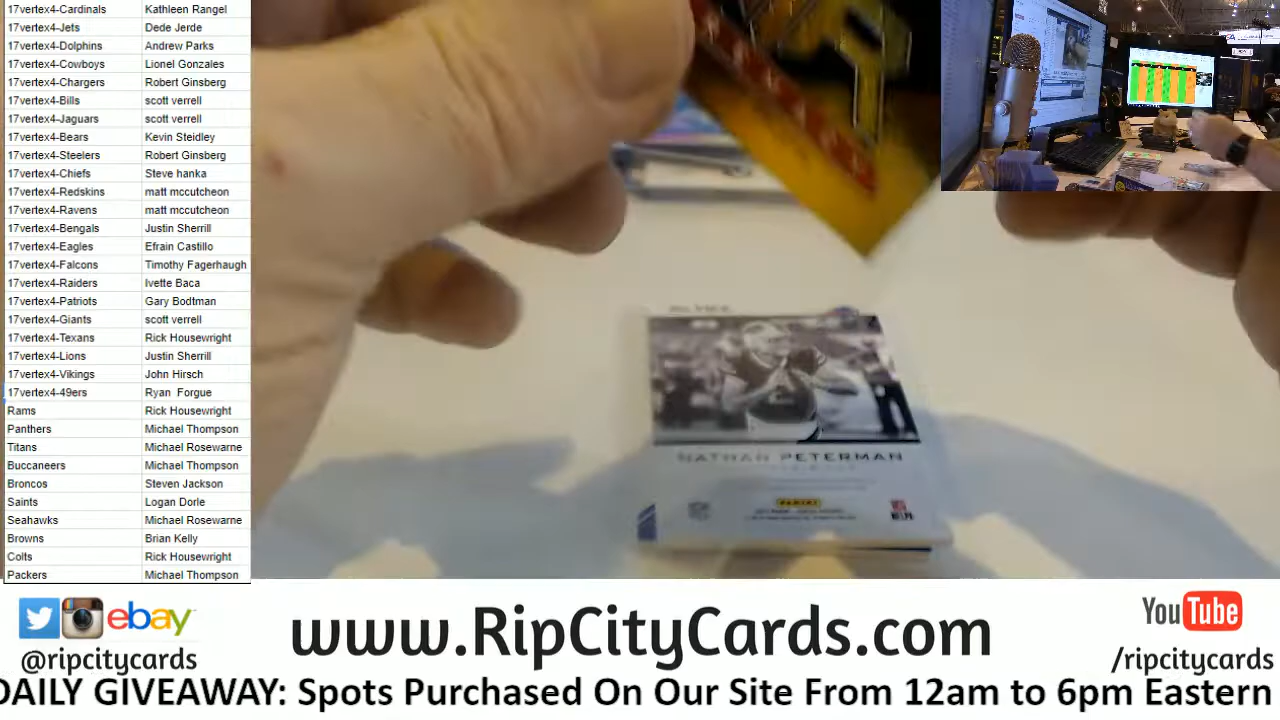 17vertex4-Cardinals Kathleen Rangel
17vertex4-Jets Dede Jerde
17vertex4-Dolphins Andrew Parks
17vertex4-Cowboys Lionel Gonzales
17vertex4-Chargers Robert Ginsberg
17vertex4-Bills scott verrell
17vertex4-Jaguars scott verrell
17vertex4-Bears Kevin Steidley
17vertex4-Steelers Robert Ginsberg
17vertex4-Chiefs Steve hanka
17vertex4-Redskins matt mccutcheon
17vertex4-Ravens matt mccutcheon
17vertex4-Bengals Justin Sherrill
17vertex4-Eagles Efrain Castillo
17vertex4-Falcons Timothy Fagerhaugh
17vertex4-Raiders Ivette Baca
17vertex4-Patriots Gary Bodtman
17vertex4-Giants scott verrell
17vertex4-Texans Rick Housewright
17vertex4-Lions Justin Sherrill
17vertex4-Vikings John Hirsch
17vertex4-49ers Ryan Forgue
Rams Rick Housewright
Panthers Michael Thompson
Titans Michael Rosewarne
Buccaneers Michael Thompson
Broncos Steven Jackson
Saints Logan Dorle
Seahawks Michael Rosewarne
Browns Brian Kelly
Colts Rick Housewright
Packers Michael Thompson
NATHAN PETERMAN
PANINI
ebay
@ripcitycards
www.RipCityCards.com
YouTube
/ripcitycards
DAILY GIVEAWAY: Spots Purchased On Our Site From 12am to 6pm Eastern